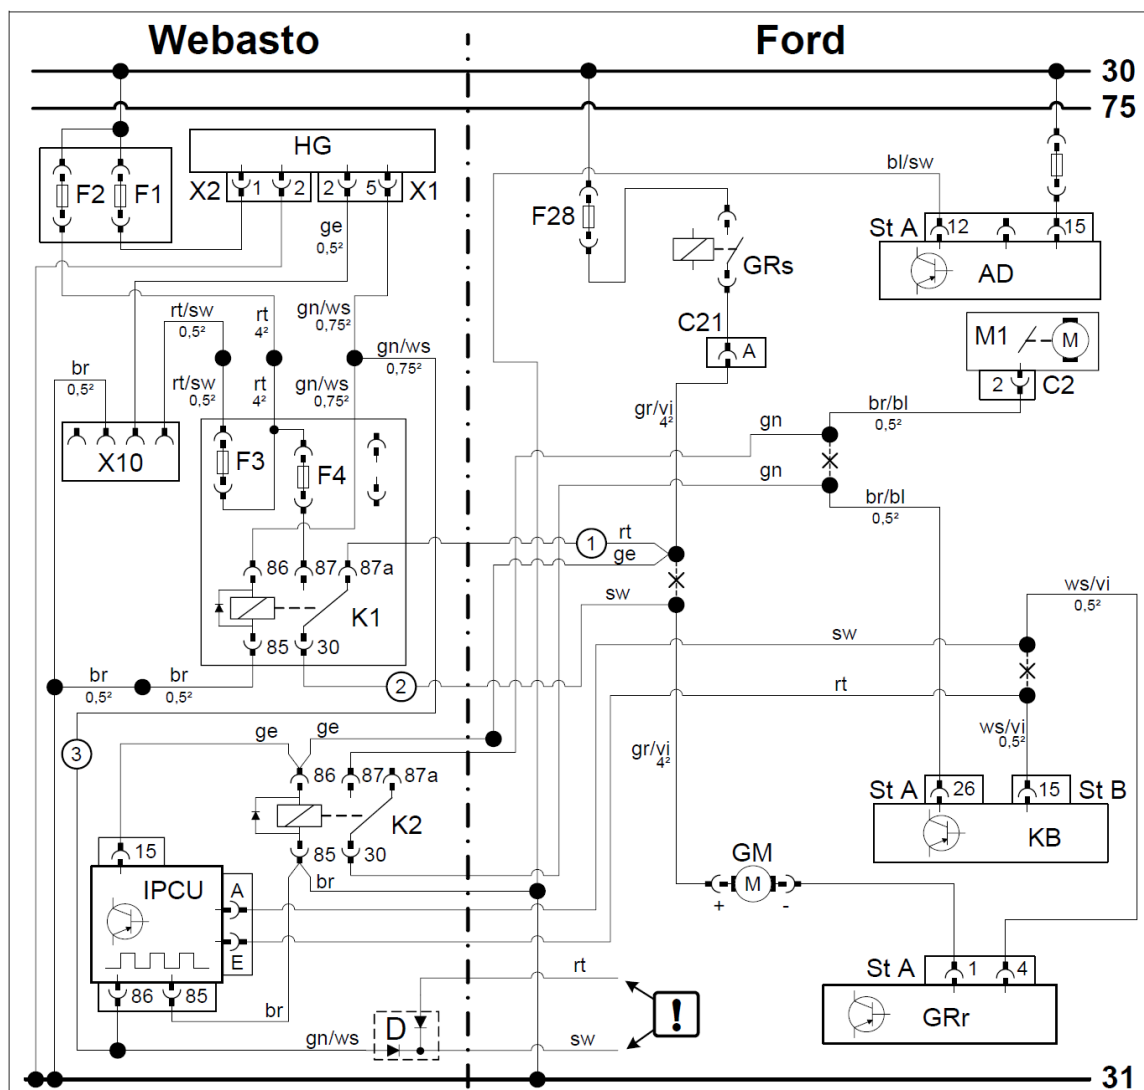 Webasto
Ford
30
75
HG
F2
F1
X2
1
2
2
5
X1
ge
0,5²
bl/sw
F28
GRs
St A
12
15
AD
C21
A
M1
M
2
C2
rt/sw
0,5²
rt
4²
gn/ws
0,75²
gn/ws
0,75²
br
0,5²
rt/sw
0,5²
rt
4²
gn/ws
0,75²
gr/vi
4²
br/bl
0,5²
gn
X10
F3
F4
gn
br/bl
0,5²
1
rt
ge
86
87
87a
sw
ws/vi
0,5²
K1
85
30
sw
br
0,5²
br
0,5²
2
rt
3
ge
ge
gr/vi
4²
ws/vi
0,5²
86
87
87a
St A
26
15
St B
K2
KB
85
30
GM
15
IPCU
A
br
M
+
-
E
rt
St A
1
4
86
85
br
!
GRr
D
gn/ws
sw
31